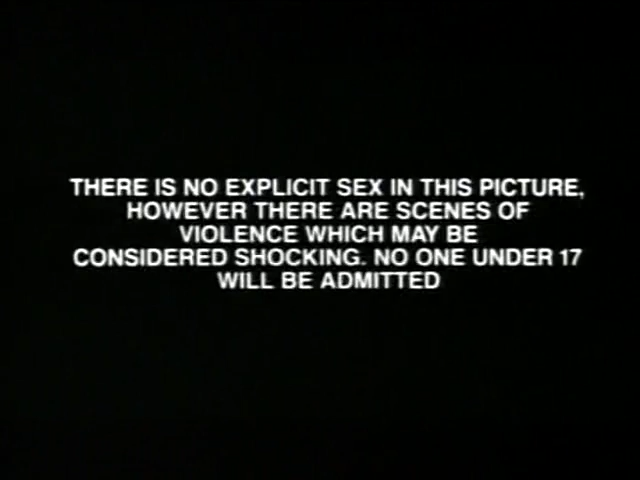 THERE IS NO EXPLICIT SEX IN THIS PICTURE,
HOWEVER THERE ARE SCENES OF
VIOLENCE WHICH MAY BE
CONSIDERED SHOCKING. NO ONE UNDER 17
WILL BE ADMITTED